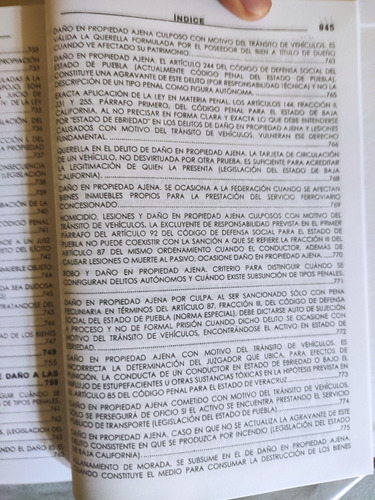 ÍNDICE
845
DAÑO EN PROPIEDAD AJENA CULPOSO CON MOTIVO DEL TRÁNSITO DE VEHÍCULOS. ES
VÁLIDA LA QUERELLA FORMULADA POR EL POSEEDOR DEL BIEN A TÍTULO DE DUEÑO
CUANDO VE AFECTADO SU PATRIMONIO. 763
DAÑO EN PROPIEDAD AJENA. EL ARTÍCULO 244 DEL CÓDIGO DE DEFENSA SOCIAL DEL
ESTADO DE PUEBLA (ACTUALMENTE CÓDIGO PENAL DEL ESTADO DE PUEBLA),
CONSTITUYE UNA AGRAVANTE DE ESTE DELITO (POR RESPONSABILIDAD TÉCNICA) Y NO LA
DESCRIPCIÓN DE UN TIPO PENAL COMO FIGURA AUTÓNOMA.
EXACTA APLICACIÓN DE LA LEY EN MATERIA PENAL. LOS ARTÍCULOS 144, FRACCIÓN II,
231 Y 255, PÁRRAFO PRIMERO, DEL CÓDIGO PENAL PARA EL ESTADO DE BAJA
CALIFORNIA, AL NO PRECISAR EN FORMA CLARA Y EXACTA LO QUE DEBE ENTENDERSE
POR "ESTADO DE EBRIEDAD" EN LOS DELITOS DE DAÑO EN PROPIEDAD AJENA Y LESIONES
CAUSADOS CON MOTIVO DEL TRÁNSITO DE VEHÍCULOS, VULNERAN ESE DERECHO
FUNDAMENTAL. 766
QUERELLA EN EL DELITO DE DAÑO EN PROPIEDAD AJENA. LA TARJETA DE CIRCULACIÓN
DE UN VEHÍCULO, NO DESVIRTUADA POR OTRA PRUEBA, ES SUFICIENTE PARA ACREDITAR
LA LEGITIMACIÓN DE QUIEN LA PRESENTA (LEGISLACIÓN DEL ESTADO DE BAJA
CALIFORNIA). 768
DAÑO EN PROPIEDAD AJENA. SE OCASIONA A LA FEDERACIÓN CUANDO SE AFECTAN
BIENES INMUEBLES PROPIOS PARA LA PRESTACIÓN DEL SERVICIO FERROVIARIO
CONCESIONADO. 769
HOMICIDIO, LESIONES Y DAÑO EN PROPIEDAD AJENA CULPOSOS CON MOTIVO DEL
TRÁNSITO DE VEHÍCULOS. LA EXCLUYENTE DE RESPONSABILIDAD PREVISTA EN EL PRIMER
PÁRRAFO DEL ARTÍCULO 92 DEL CÓDIGO DE DEFENSA SOCIAL PARA EL ESTADO DE
PUEBLA NO PUEDE COEXISTIR CON LA SANCIÓN A QUE SE REFIERE LA FRACCIÓN III DEL
ARTÍCULO 87 DEL MISMO ORDENAMIENTO CUANDO EL CONDUCTOR, ADEMÁS DE
CAUSAR LESIONES O MUERTE AL PASIVO, OCASIONE DAÑO EN PROPIEDAD AJENA. 770
ROBO Y DAÑO EN PROPIEDAD AJENA. CRITERIO PARA DISTINGUIR CUANDO SE
CONFIGURAN DELITOS AUTÓNOMOS Y CUÁNDO EXISTE SUBSUNCIÓN DE TIPOS PENALES.
771
DAÑO EN PROPIEDAD AJENA POR CULPA, AL SER SANCIONADO SÓLO CON PENA
PECUNIARIA EN TÉRMINOS DEL ARTÍCULO 87, FRACCIÓN III, DEL CÓDIGO DE DEFENSA
SOCIAL DEL ESTADO DE PUEBLA (NORMA ESPECIAL), DEBE DICTARSE AUTO DE SUJECIÓN
A PROCESO Y NO DE FORMAL PRISIÓN CUANDO DICHO DELITO SE OCASIONE CON
MOTIVO DEL TRÁNSITO DE VEHÍCULOS, ENCONTRÁNDOSE EL ACTIVO EN ESTADO DE
EBRIEDAD. 772
DAÑO EN PROPIEDAD AJENA CON MOTIVO DEL TRÁNSITO DE VEHÍCULOS. ES
INCORRECTA LA DETERMINACIÓN DEL JUZGADOR QUE UBICA, PARA EFECTOS DE
PUNICIÓN, LA CONDUCTA DE UN CONDUCTOR EN ESTADO DE EBRIEDAD O BAJO EL
INFLUJO DE ESTUPEFACIENTES U OTRAS SUSTANCIAS TÓXICAS EN LA HIPÓTESIS PREVISTA EN
EL ARTÍCULO 85 DEL CÓDIGO PENAL PARA EL ESTADO DE VERACRUZ. 774
DAÑO EN PROPIEDAD AJENA COMETIDO CON MOTIVO DEL TRÁNSITO DE VEHÍCULOS.
SÓLO SE PERSEGUIRÁ DE OFICIO SI EL ACTIVO SE ENCUENTRA PRESTANDO EL SERVICIO
PÚBLICO DE TRANSPORTE (LEGISLACIÓN DEL ESTADO DE PUEBLA). 774
DAÑO EN PROPIEDAD AJENA, CASO EN QUE NO SE ACTUALIZA LA AGRAVANTE DE ESTE
DELITO CONSISTENTE EN QUE SE PRODUZCA POR INCENDIO (LEGISLACIÓN DEL ESTADO
DE BAJA CALIFORNIA). 775
ALLANAMIENTO DE MORADA, SE SUBSUME EN EL DE DAÑO EN PROPIEDAD AJENA,
CUANDO CONSTITUYE EL MEDIO PARA CONSUMAR LA DESTRUCCIÓN DE LOS BIENES